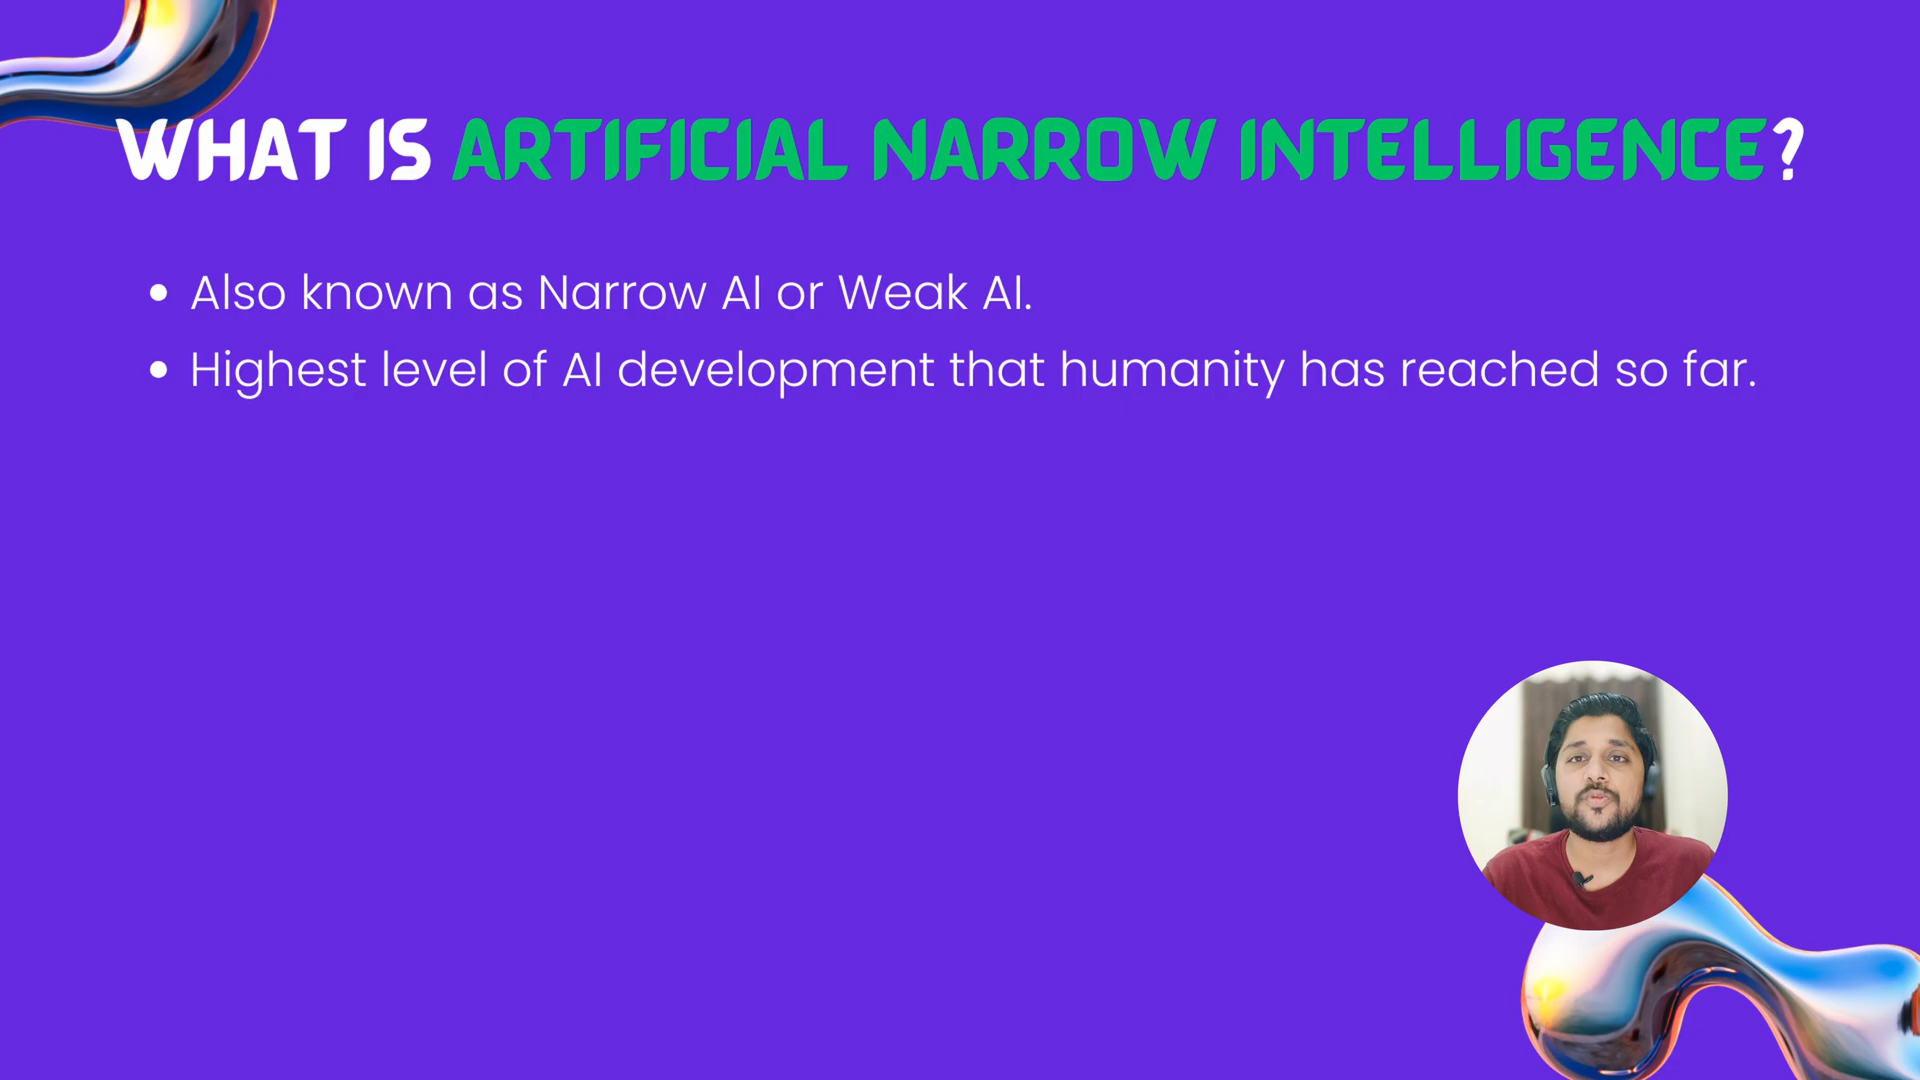 WHAT IS ARTIFICIAL NARROW INTELLIGENCE?
• Also known as Narrow AI or Weak AI.
• Highest level of AI development that humanity has reached so far.